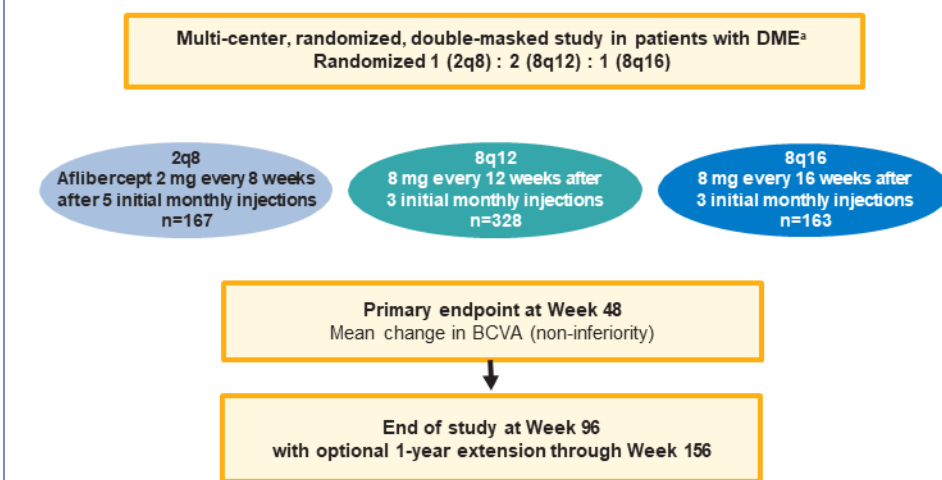 Multi-center, randomized, double-masked study in patients with DMEᵃ
Randomized 1 (2q8) : 2 (8q12) : 1 (8q16)
2q8
Aflibercept 2 mg every 8 weeks
after 5 initial monthly injections
n=167
8q12
8 mg every 12 weeks after
3 initial monthly injections
n=328
8q16
8 mg every 16 weeks after
3 initial monthly injections
n=163
Primary endpoint at Week 48
Mean change in BCVA (non-inferiority)
End of study at Week 96
with optional 1-year extension through Week 156